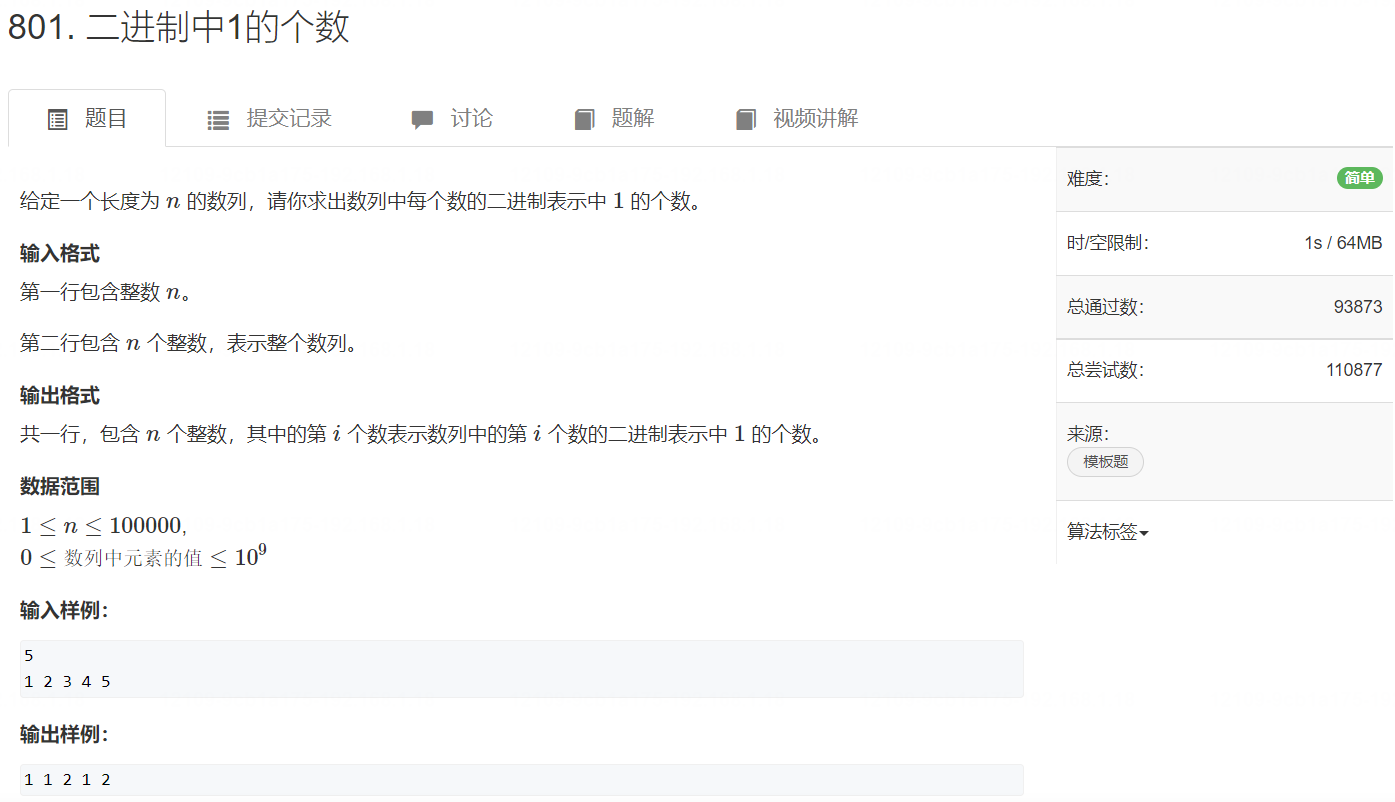 801. 二进制中1的个数
题目 提交记录 讨论 题解 视频讲解
给定一个长度为 n 的数列，请你求出数列中每个数的二进制表示中 1 的个数。
输入格式
第一行包含整数 n。
第二行包含 n 个整数，表示整个数列。
输出格式
共一行，包含 n 个整数，其中的第 i 个数表示数列中的第 i 个数的二进制表示中 1 的个数。
数据范围
1 ≤ n ≤ 100000,
0 ≤ 数列中元素的值 ≤ 10⁹
输入样例：
5
1 2 3 4 5
输出样例：
1 1 2 1 2
难度： 简单
时/空限制： 1s / 64MB
总通过数： 93873
总尝试数： 110877
来源：
模板题
算法标签